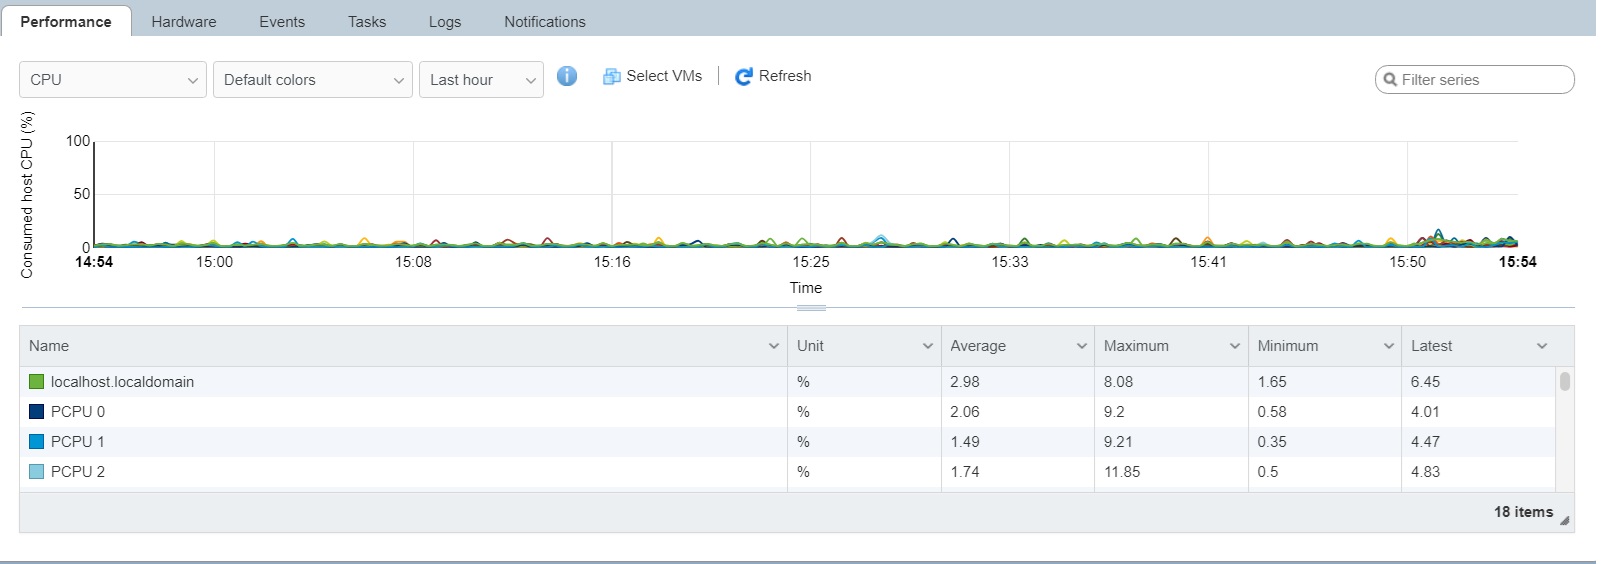 Performance Hardware Events Tasks Logs Notifications
CPU Default colors Last hour i Select VMs Refresh Filter series
Consumed host CPU (%)
100
50
0
14:54 15:00 15:08 15:16 15:25 15:33 15:41 15:50 15:54
Time
Name Unit Average Maximum Minimum Latest
localhost.localdomain % 2.98 8.08 1.65 6.45
PCPU 0 % 2.06 9.2 0.58 4.01
PCPU 1 % 1.49 9.21 0.35 4.47
PCPU 2 % 1.74 11.85 0.5 4.83
18 items